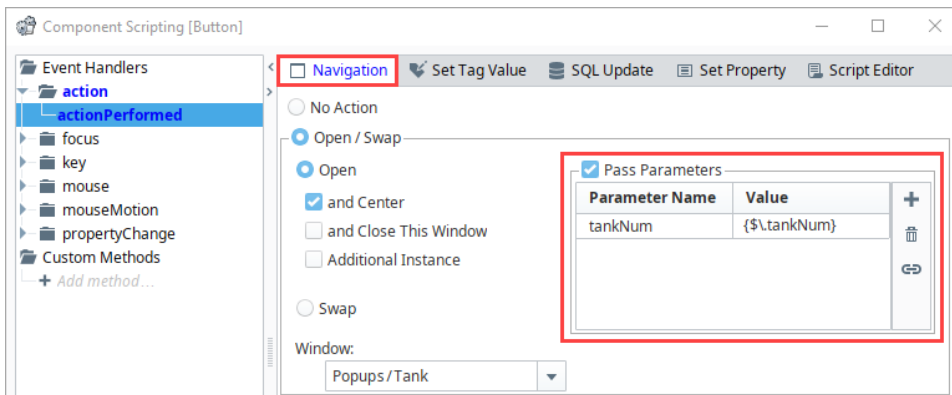 Component Scripting [Button]
Event Handlers
action
actionPerformed
focus
key
mouse
mouseMotion
propertyChange
Custom Methods
Add method...
Navigation
Set Tag Value
SQL Update
Set Property
Script Editor
No Action
Open / Swap
Open
and Center
and Close This Window
Additional Instance
Swap
Window:
Popups/Tank
Pass Parameters
Parameter Name Value
tankNum {$\.tankNum}